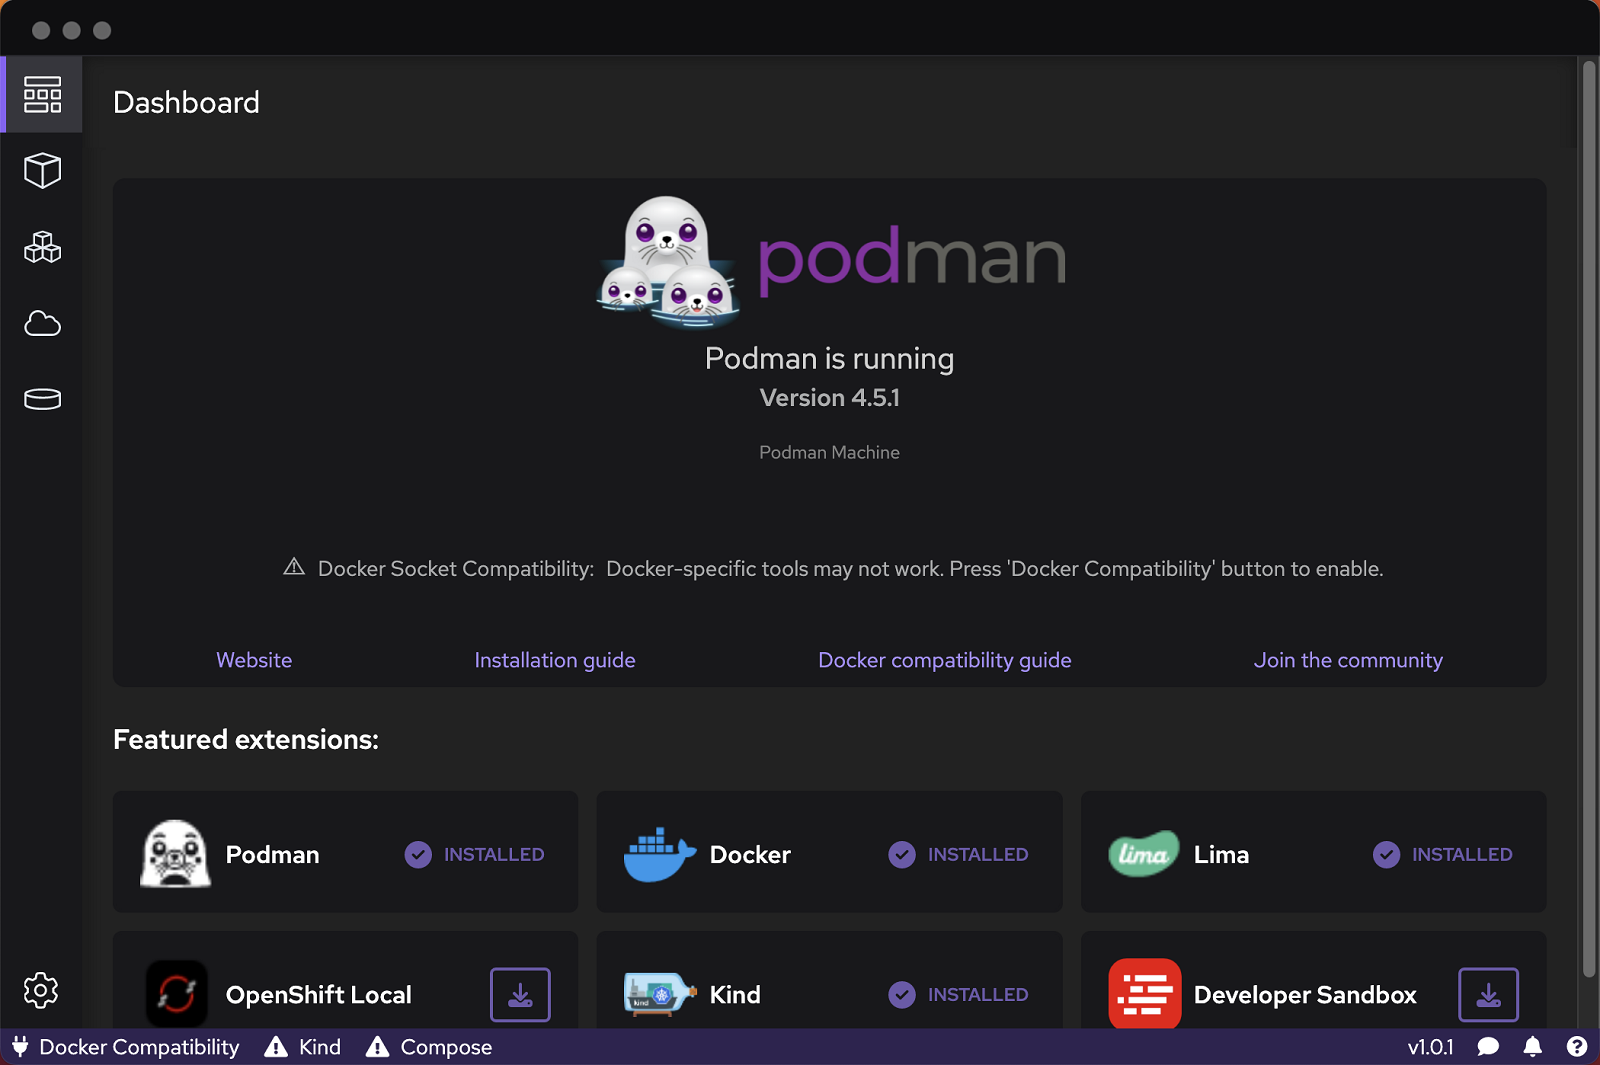 Dashboard
podman
Podman is running
Version 4.5.1
Podman Machine
Docker Socket Compatibility: Docker-specific tools may not work. Press 'Docker Compatibility' button to enable.
Website Installation guide Docker compatibility guide Join the community
Featured extensions:
Podman INSTALLED Docker INSTALLED lima Lima INSTALLED
OpenShift Local kind Kind INSTALLED Developer Sandbox
Docker Compatibility Kind Compose v1.0.1